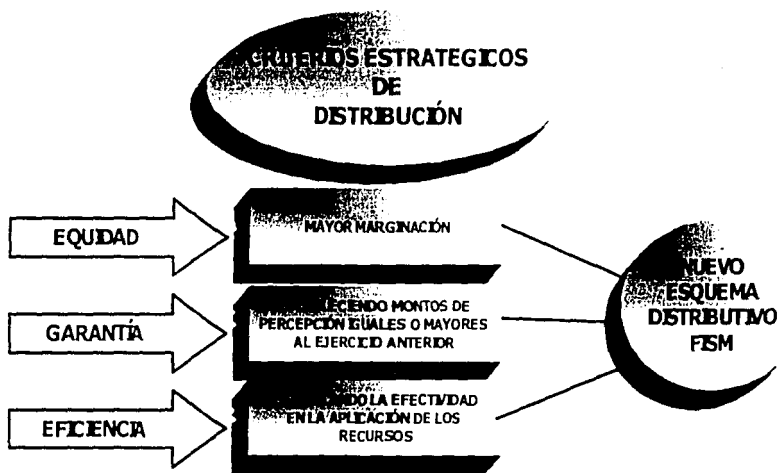 CRITERIOS ESTRATEGICOS
DE
DISTRIBUCIÓN
EQUIDAD
MAYOR MARGINACIÓN
GARANTÍA
MONTOS DE
PERCEPCIÓN IGUALES O MAYORES
AL EJERCICIO ANTERIOR
EFICIENCIA
LA EFECTIVIDAD
EN LA APLICACIÓN DE LOS
RECURSOS
NUEVO
ESQUEMA
DISTRIBUTIVO
FISM